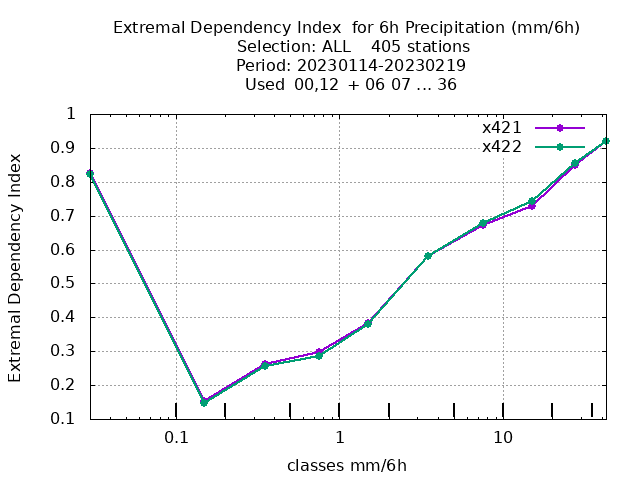 Extremal Dependency Index  for 6h Precipitation (mm/6h)
Selection: ALL    405 stations
Period: 20230114-20230219
Used  00,12  + 06 07 ... 36
x421
x422
Extremal Dependency Index
1
0.9
0.8
0.7
0.6
0.5
0.4
0.3
0.2
0.1
0.1
1
10
classes mm/6h